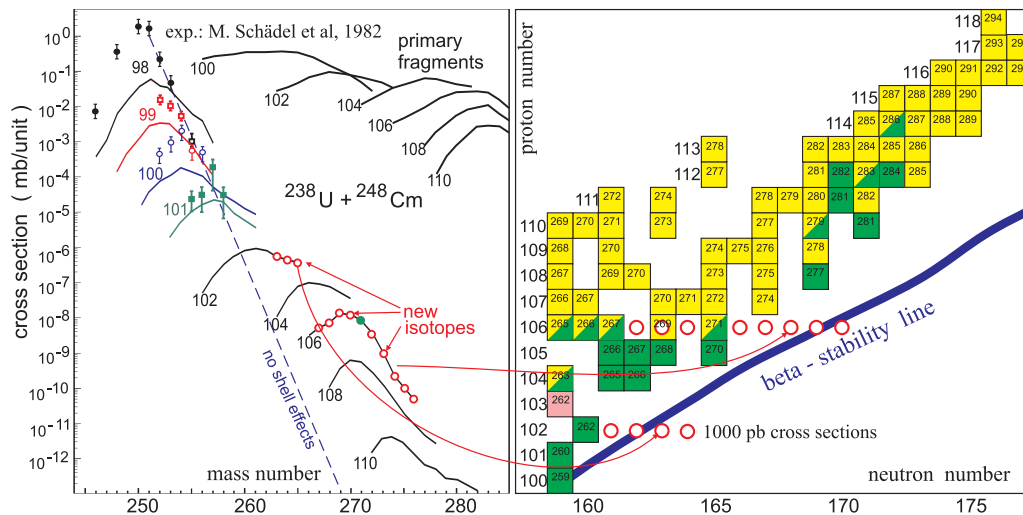 exp.: M. Schädel et al, 1982
primary
fragments
cross section ( mb/unit )
10^0
10^-1
10^-2
10^-3
10^-4
10^-5
10^-6
10^-7
10^-8
10^-9
10^-10
10^-11
10^-12
98
99
100
101
100
102
104
106
108
110
238U + 248Cm
102
104
106
108
110
new
isotopes
no shell effects
mass number
250
260
270
280
proton number
118
117
116
115
114
113
112
111
110
109
108
107
106
105
104
103
102
101
100
294
293
290 291 292
287 288 289 290
285 286 287 288 289
278 282 283 284 285 286
277 281 282 283 284 285
272 274 278 279 280 281 282
269 270 271 273 277 279 281
268 270 274 275 276 278
267 269 270 273 275 277
266 267 270 271 272 274
265 266 267 269 271
266 267 268 270
263 265 266
262
262
260
259
beta - stability line
1000 pb cross sections
neutron number
160
165
170
175